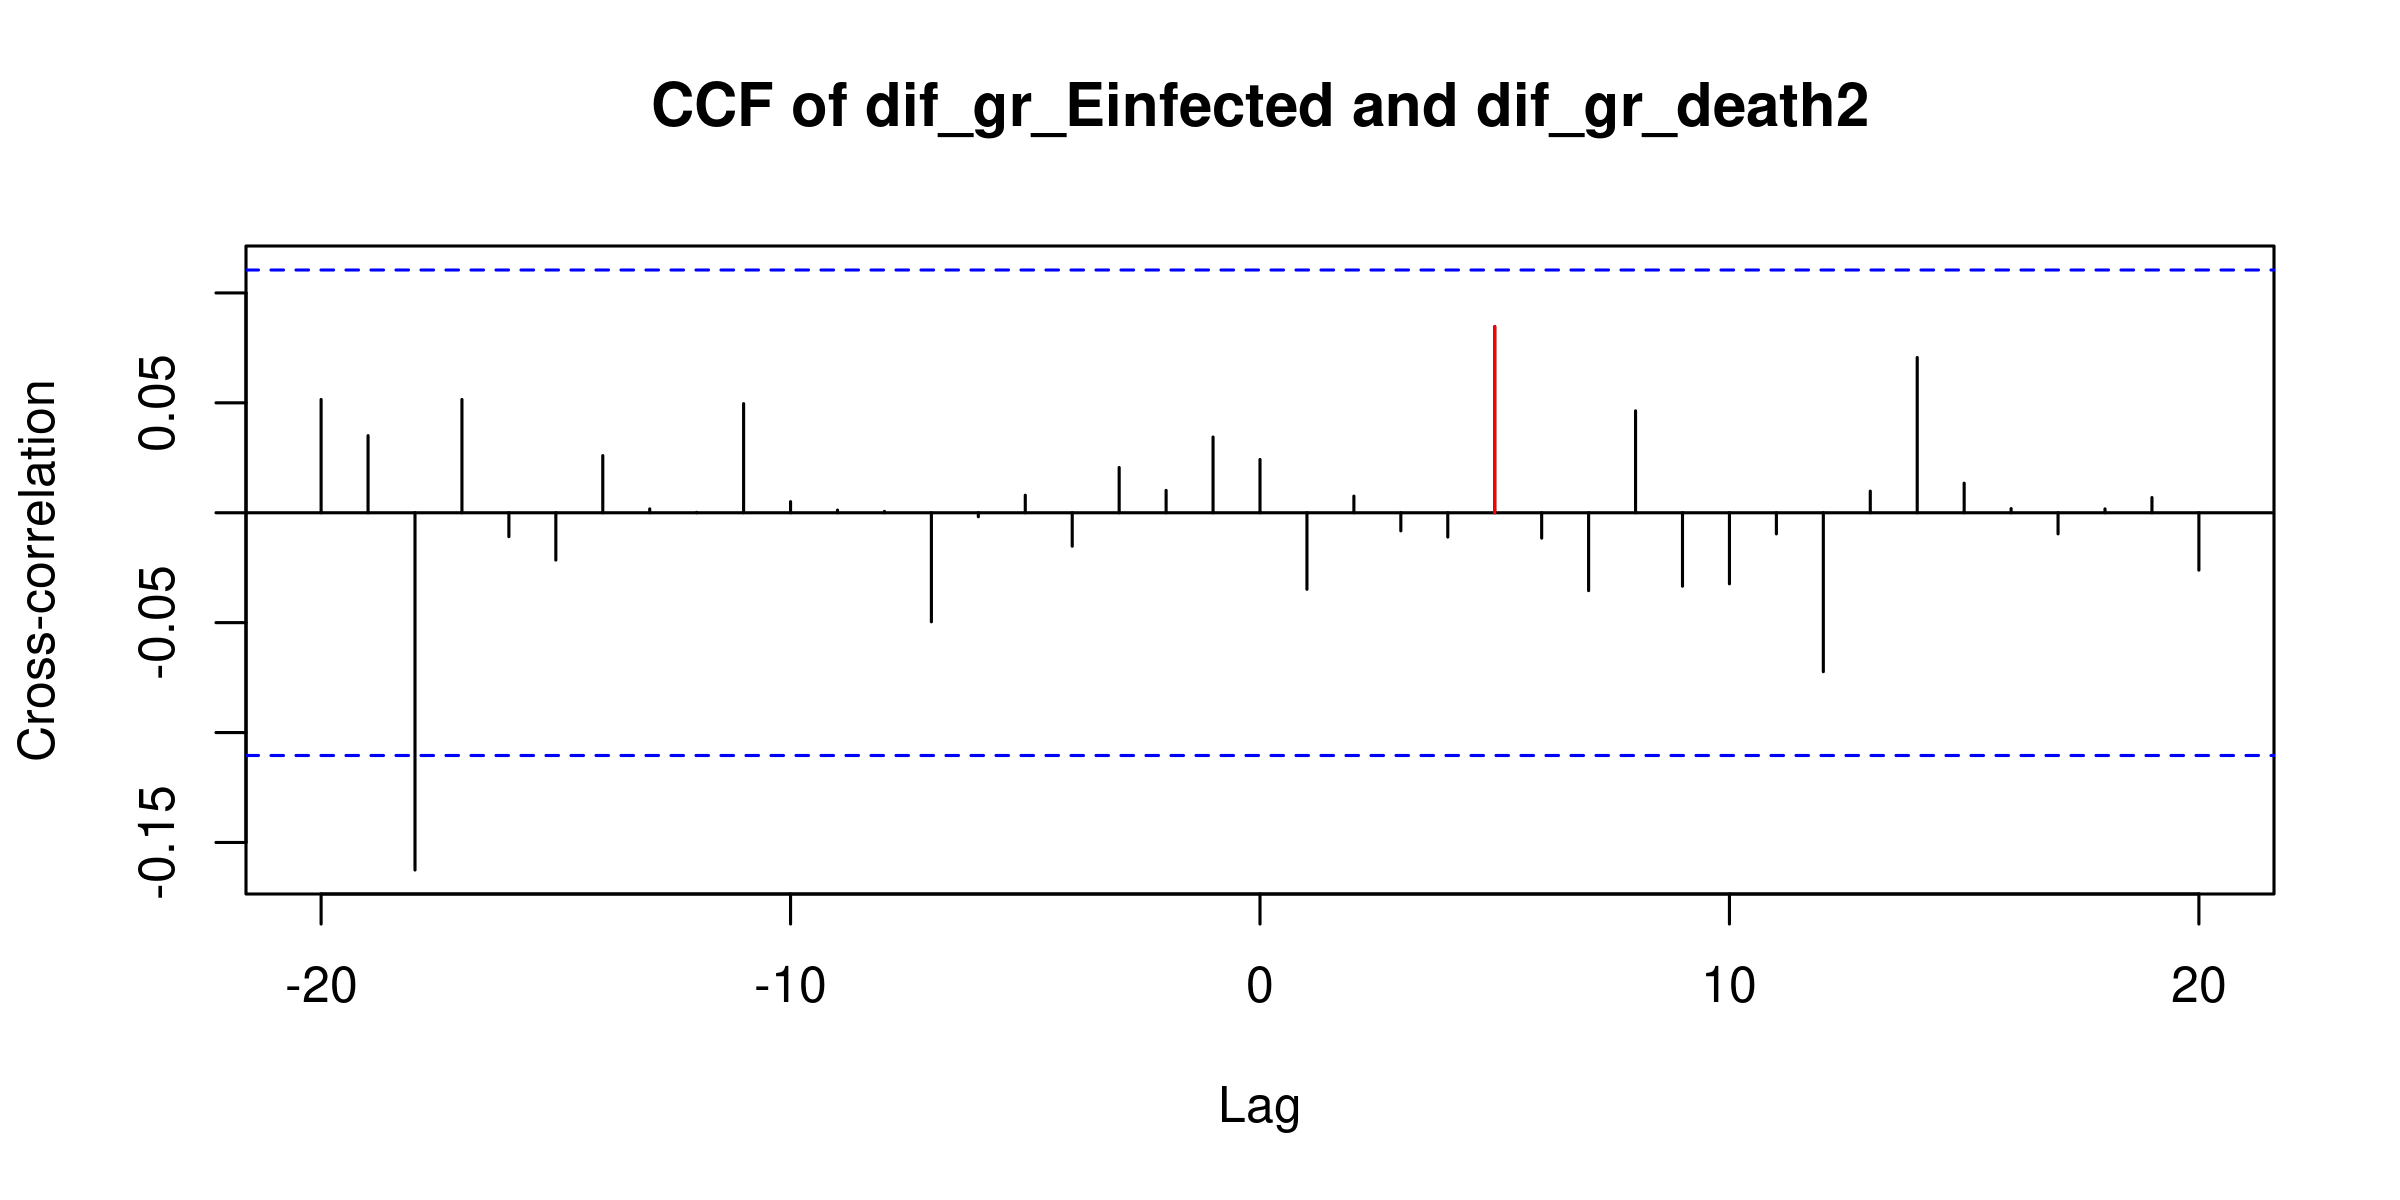 CCF of dif_gr_Einfected and dif_gr_death2
Cross-correlation
0.05
-0.05
-0.15
-20
-10
0
10
20
Lag